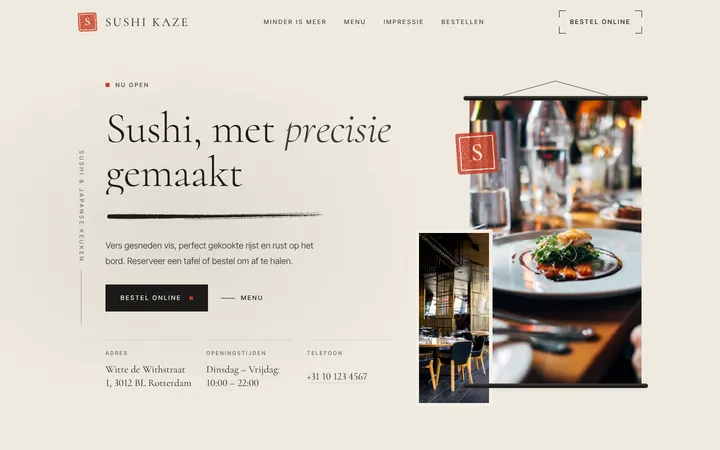 S
SUSHI KAZE
MINDER IS MEER
MENU
IMPRESSIE
BESTELLEN
BESTEL ONLINE
NU OPEN
Sushi, met precisie
gemaakt
SUSHI & JAPANSE KEUKEN
Vers gesneden vis, perfect gekookte rijst en rust op het
bord. Reserveer een tafel of bestel om af te halen.
BESTEL ONLINE
MENU
ADRES
Witte de Withstraat
1, 3012 BL Rotterdam
OPENINGSTIJDEN
Dinsdag – Vrijdag:
10:00 – 22:00
TELEFOON
+31 10 123 4567
S